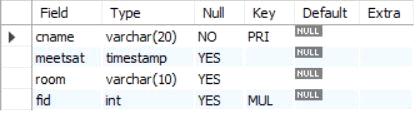 Field Type Null Key Default Extra
cname varchar(20) NO PRI NULL
meetsat timestamp YES NULL
room varchar(10) YES NULL
fid int YES MUL NULL